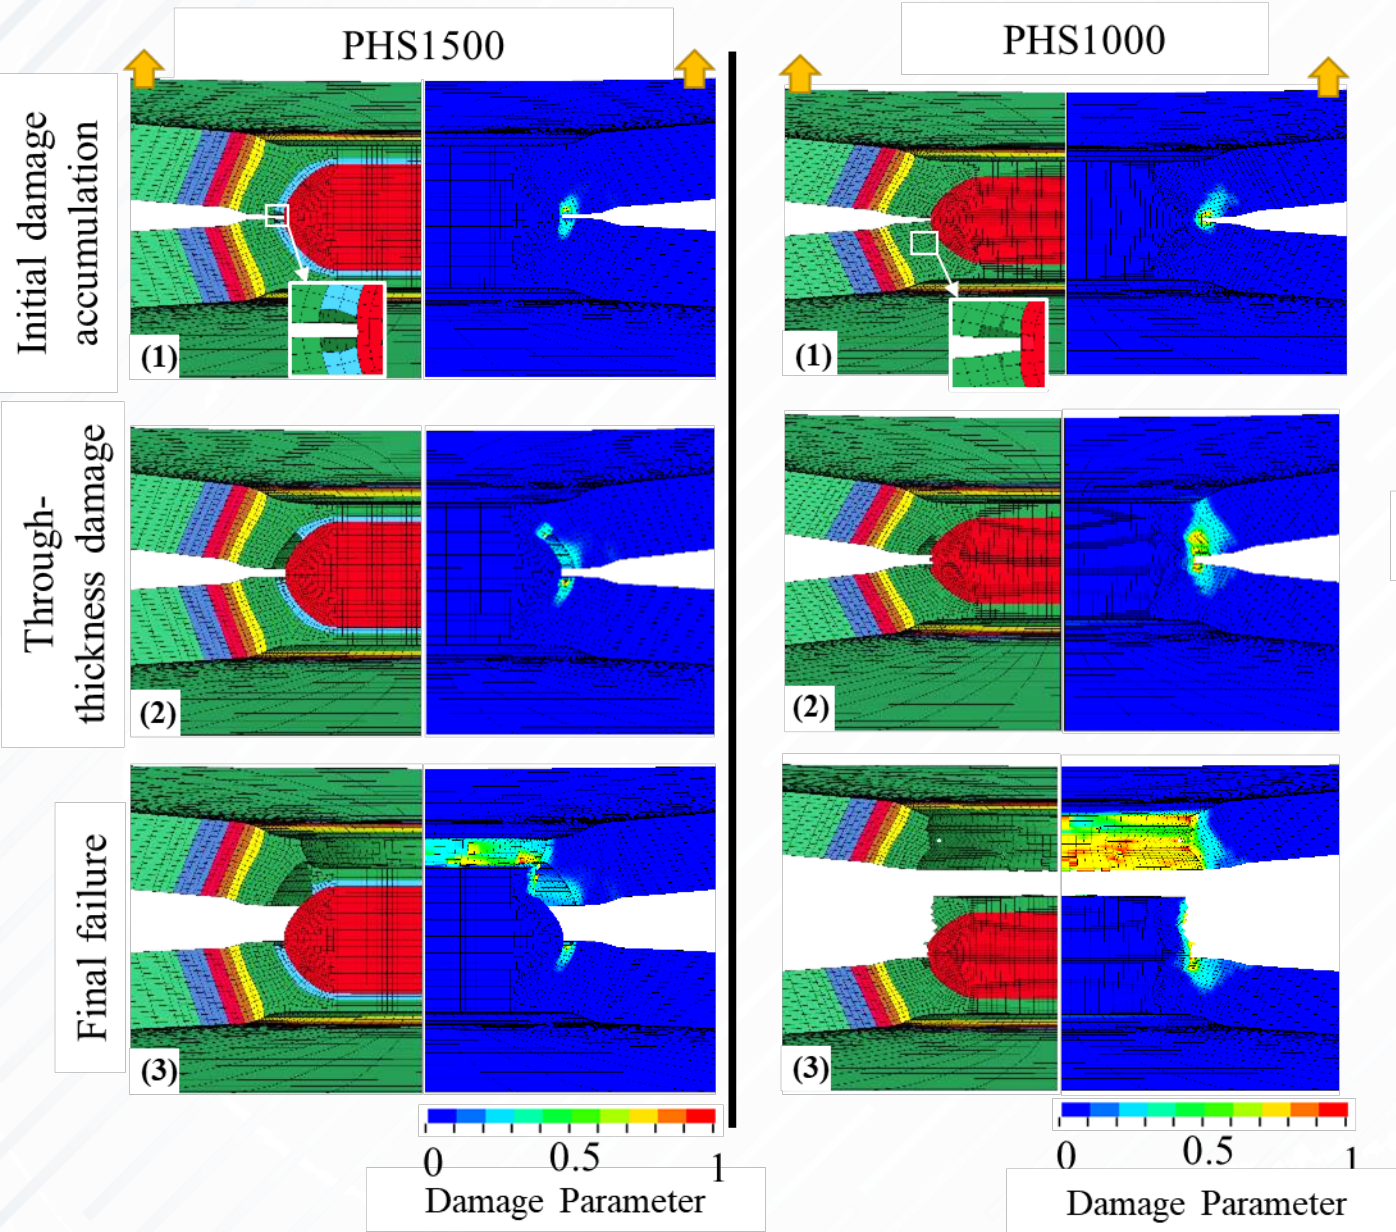 PHS1500
PHS1000
Initial damage
accumulation
(1)
(1)
Through-
thickness damage
(2)
(2)
Final failure
(3)
(3)
0 0.5 1
Damage Parameter
0 0.5 1
Damage Parameter